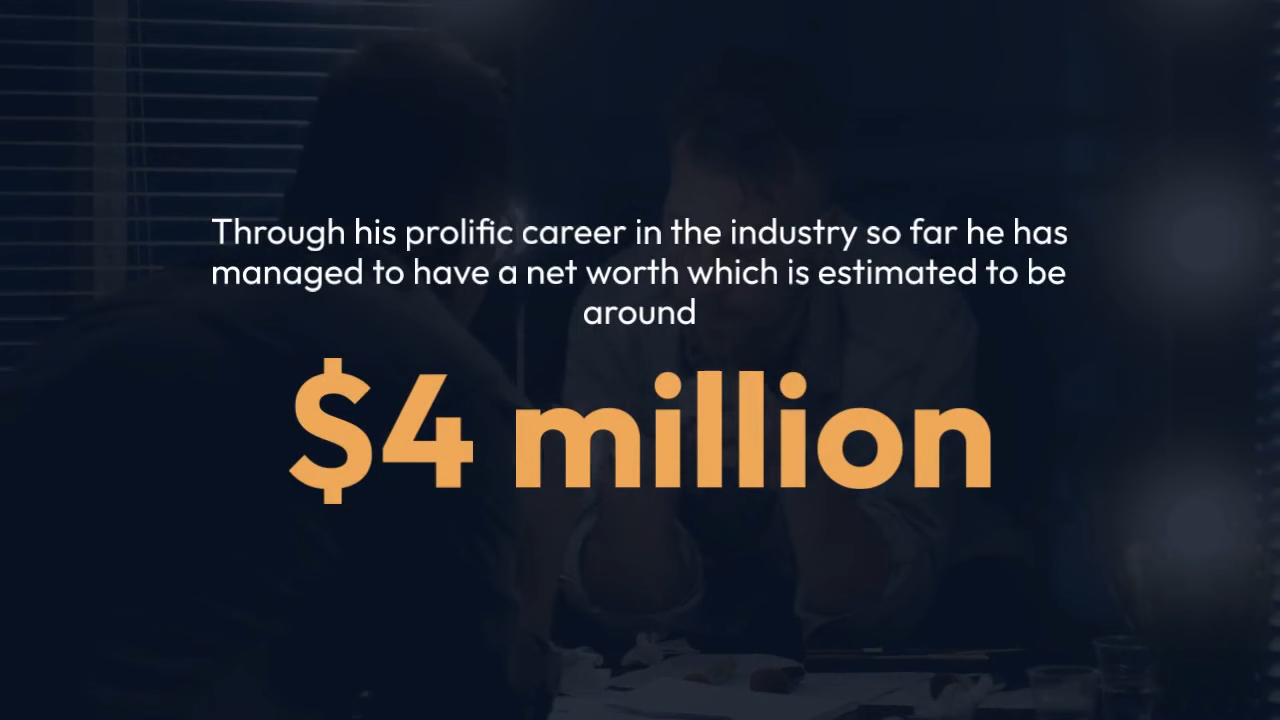 Through his prolific career in the industry so far he has
managed to have a net worth which is estimated to be
around
$4 million